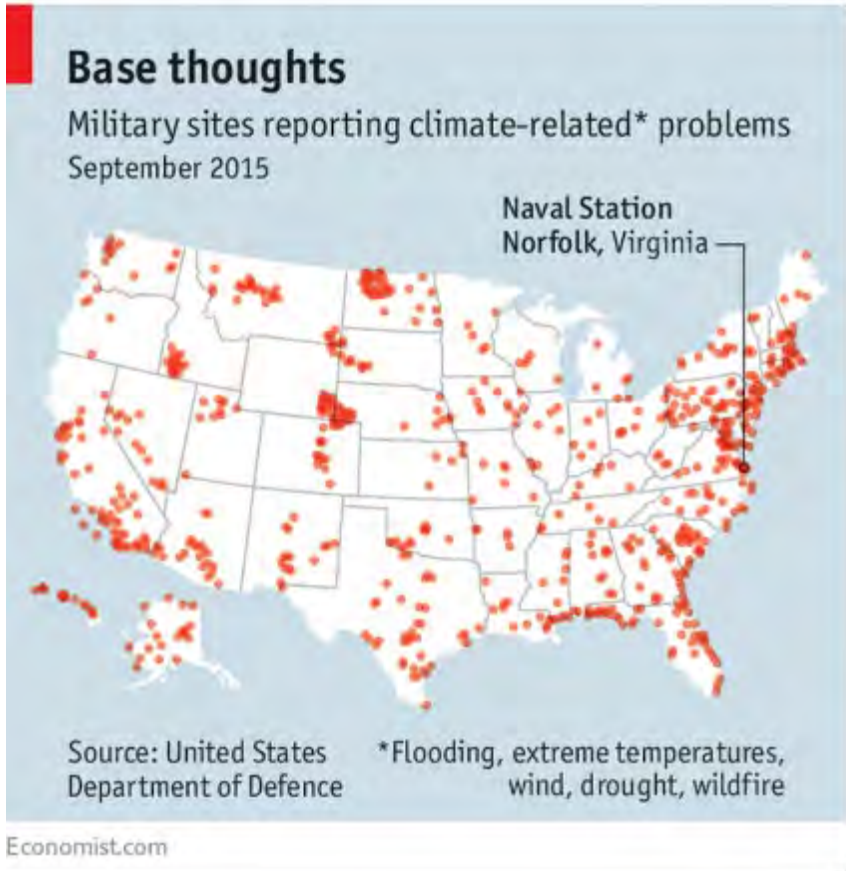 Base thoughts
Military sites reporting climate-related* problems
September 2015
Naval Station
Norfolk, Virginia
Source: United States
Department of Defence
*Flooding, extreme temperatures,
wind, drought, wildfire
Economist.com